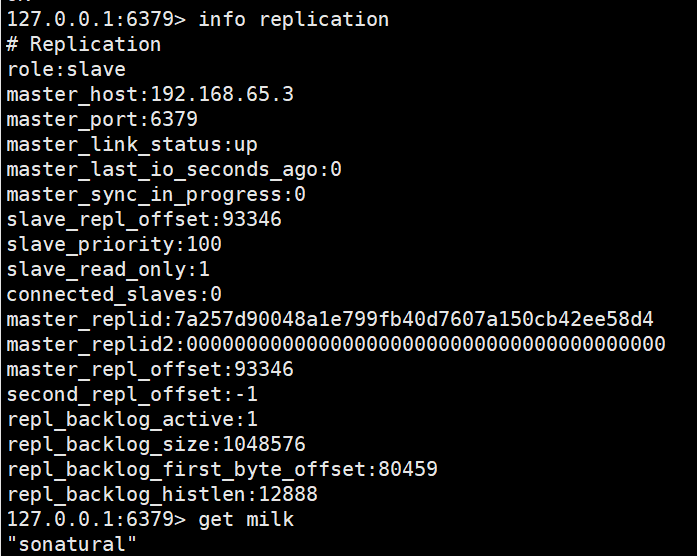 127.0.0.1:6379> info replication
# Replication
role:slave
master_host:192.168.65.3
master_port:6379
master_link_status:up
master_last_io_seconds_ago:0
master_sync_in_progress:0
slave_repl_offset:93346
slave_priority:100
slave_read_only:1
connected_slaves:0
master_replid:7a257d90048a1e799fb40d7607a150cb42ee58d4
master_replid2:0000000000000000000000000000000000000000
master_repl_offset:93346
second_repl_offset:-1
repl_backlog_active:1
repl_backlog_size:1048576
repl_backlog_first_byte_offset:80459
repl_backlog_histlen:12888
127.0.0.1:6379> get milk
"sonatural"